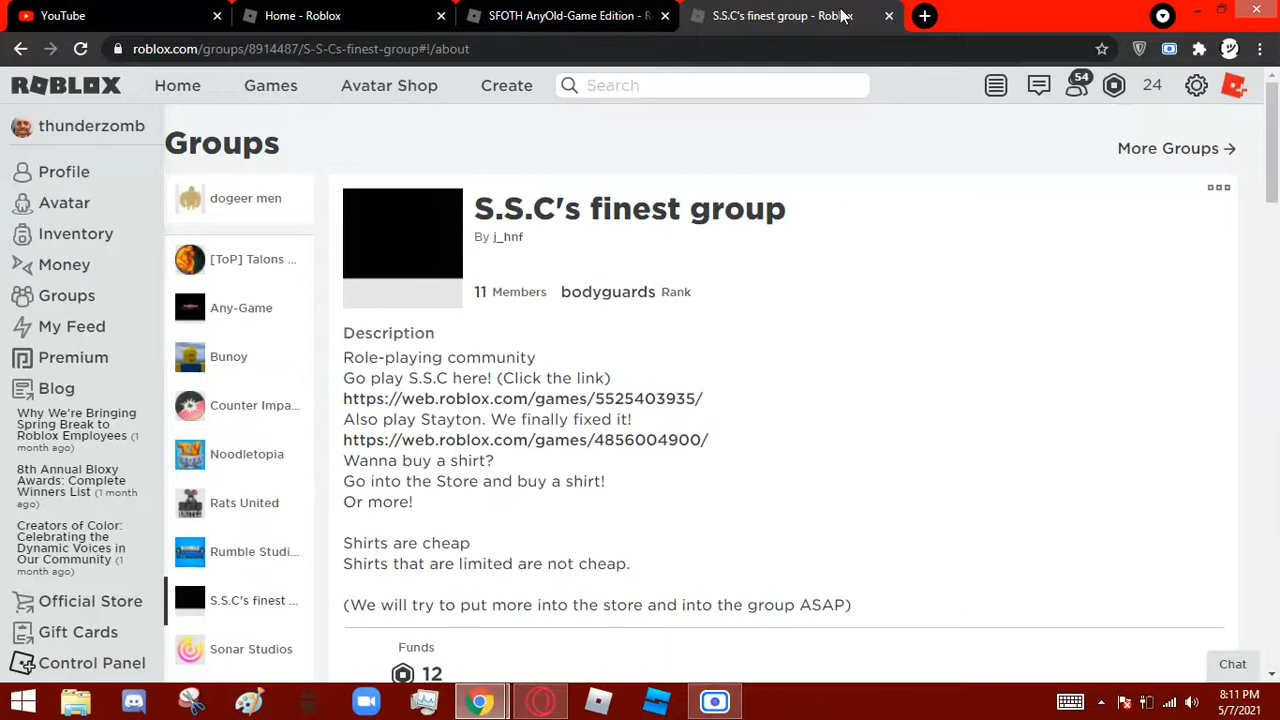 YouTube
Home - Roblox
SFOTH AnyOld-Game Edition - R
S.S.C's finest group - Roblox
roblox.com/groups/8914487/S-S-Cs-finest-group#!/about
ROBLOX
Home
Games
Avatar Shop
Create
Search
54
24
thunderzomb
Profile
Avatar
Inventory
Money
Groups
My Feed
Premium
Blog
Why We're Bringing
Spring Break to
Roblox Employees (1
month ago)
8th Annual Bloxy
Awards: Complete
Winners List (1 month
ago)
Creators of Color:
Celebrating the
Dynamic Voices in
Our Community (1
month ago)
Official Store
Gift Cards
Control Panel
Groups
More Groups
dogeer men
[ToP] Talons ...
Any-Game
Bunoy
Counter Impa...
Noodletopia
Rats United
Rumble Studi...
S.S.C's finest ...
Sonar Studios
S.S.C's finest group
By j_hnf
11 Members bodyguards Rank
Description
Role-playing community
Go play S.S.C here! (Click the link)
https://web.roblox.com/games/5525403935/
Also play Stayton. We finally fixed it!
https://web.roblox.com/games/4856004900/
Wanna buy a shirt?
Go into the Store and buy a shirt!
Or more!
Shirts are cheap
Shirts that are limited are not cheap.
(We will try to put more into the store and into the group ASAP)
Funds
12
Chat
8:11 PM
5/7/2021